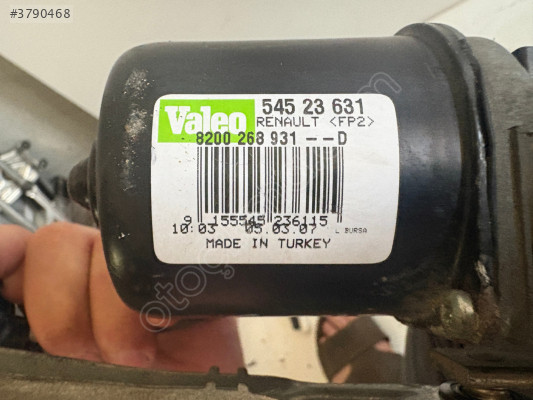 #3790468
Valeo
545 23 631
RENAULT <FP2>
8200 268 931 --D
9 155545 236115
10:03 05.03.07 L BURSA
MADE IN TURKEY